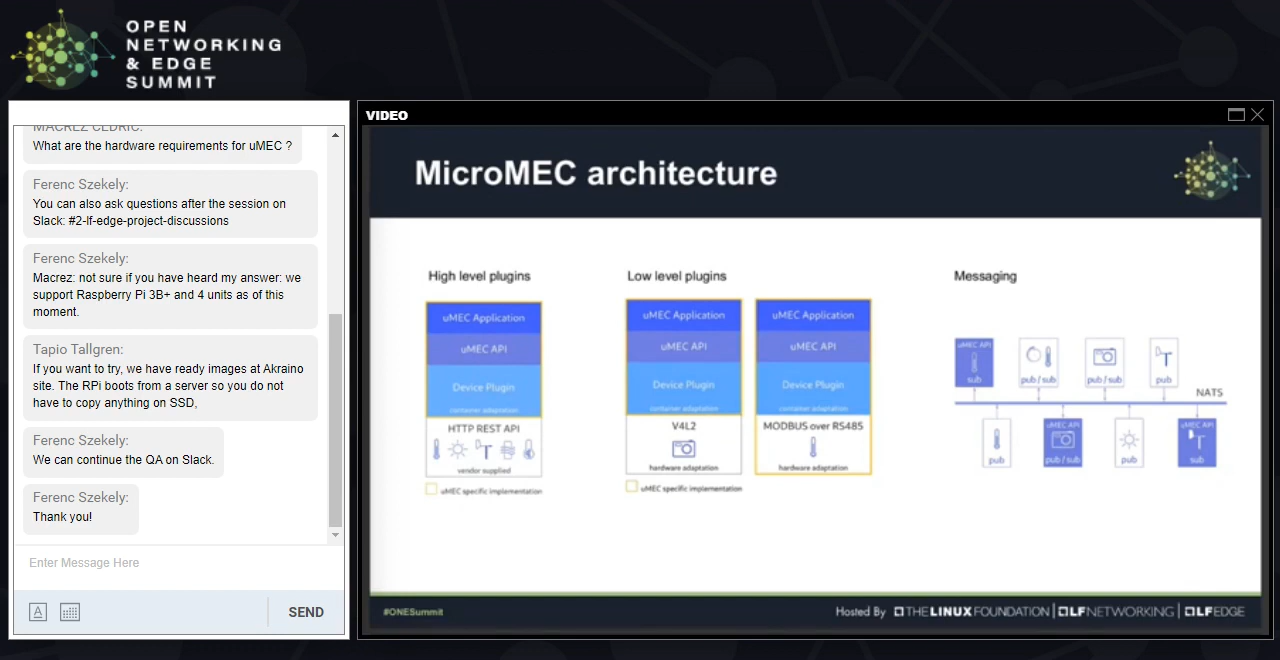 OPEN
NETWORKING
& EDGE
SUMMIT
MACREZ CEDRIC:
What are the hardware requirements for uMEC ?
Ferenc Szekely:
You can also ask questions after the session on
Slack: #2-lf-edge-project-discussions
Ferenc Szekely:
Macrez: not sure if you have heard my answer: we
support Raspberry Pi 3B+ and 4 units as of this
moment.
Tapio Tallgren:
If you want to try, we have ready images at Akraino
site. The RPi boots from a server so you do not
have to copy anything on SSD,
Ferenc Szekely:
We can continue the QA on Slack.
Ferenc Szekely:
Thank you!
Enter Message Here
A
SEND
VIDEO
MicroMEC architecture
High level plugins
uMEC Application
uMEC API
Device Plugin
container adaptation
HTTP REST API
vendor supplied
uMEC specific implementation
Low level plugins
uMEC Application
uMEC API
Device Plugin
container adaptation
V4L2
hardware adaptation
uMEC specific implementation
uMEC Application
uMEC API
Device Plugin
container adaptation
MODBUS over RS485
hardware adaptation
Messaging
uMEC API
sub
pub/sub
pub/sub
pub
NATS
pub
uMEC API
pub/sub
pub
uMEC API
sub
#ONESummit
Hosted By THE LINUX FOUNDATION | LF NETWORKING | LF EDGE